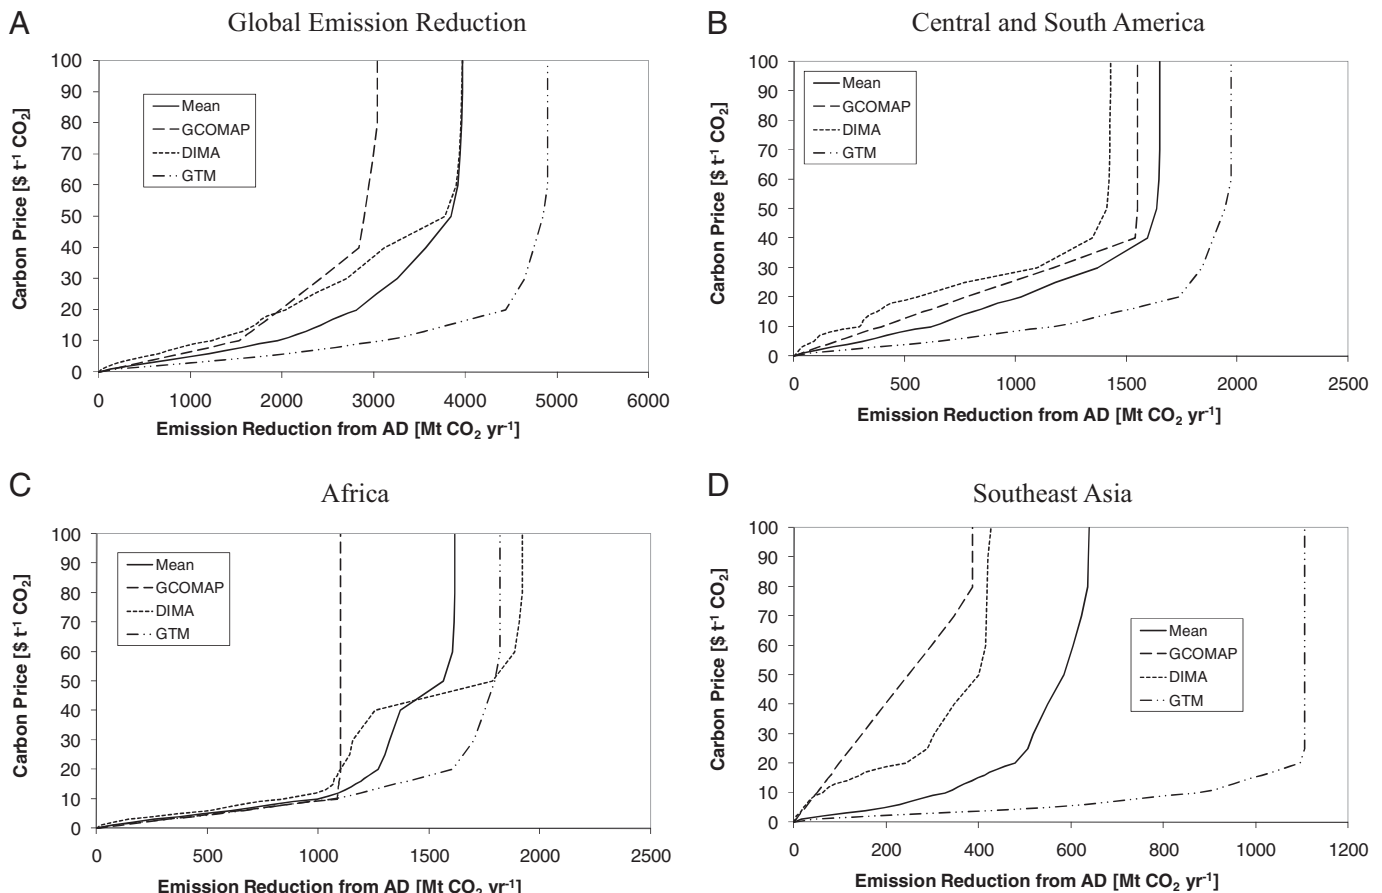 A
Global Emission Reduction
Carbon Price [$ t-1 CO2]
100
90
80
70
60
50
40
30
20
10
0
Mean
GCOMAP
DIMA
GTM
0 1000 2000 3000 4000 5000 6000
Emission Reduction from AD [Mt CO2 yr-1]
B
Central and South America
Carbon Price [$ t-1 CO2]
100
90
80
70
60
50
40
30
20
10
0
Mean
GCOMAP
DIMA
GTM
0 500 1000 1500 2000 2500
Emission Reduction from AD [Mt CO2 yr-1]
C
Africa
Carbon Price [$ t-1 CO2]
100
90
80
70
60
50
40
30
20
10
0
Mean
GCOMAP
DIMA
GTM
0 500 1000 1500 2000 2500
Emission Reduction from AD [Mt CO2 yr-1]
D
Southeast Asia
Carbon Price [$ t-1 CO2]
100
90
80
70
60
50
40
30
20
10
0
Mean
GCOMAP
DIMA
GTM
0 200 400 600 800 1000 1200
Emission Reduction from AD [Mt CO2 yr-1]